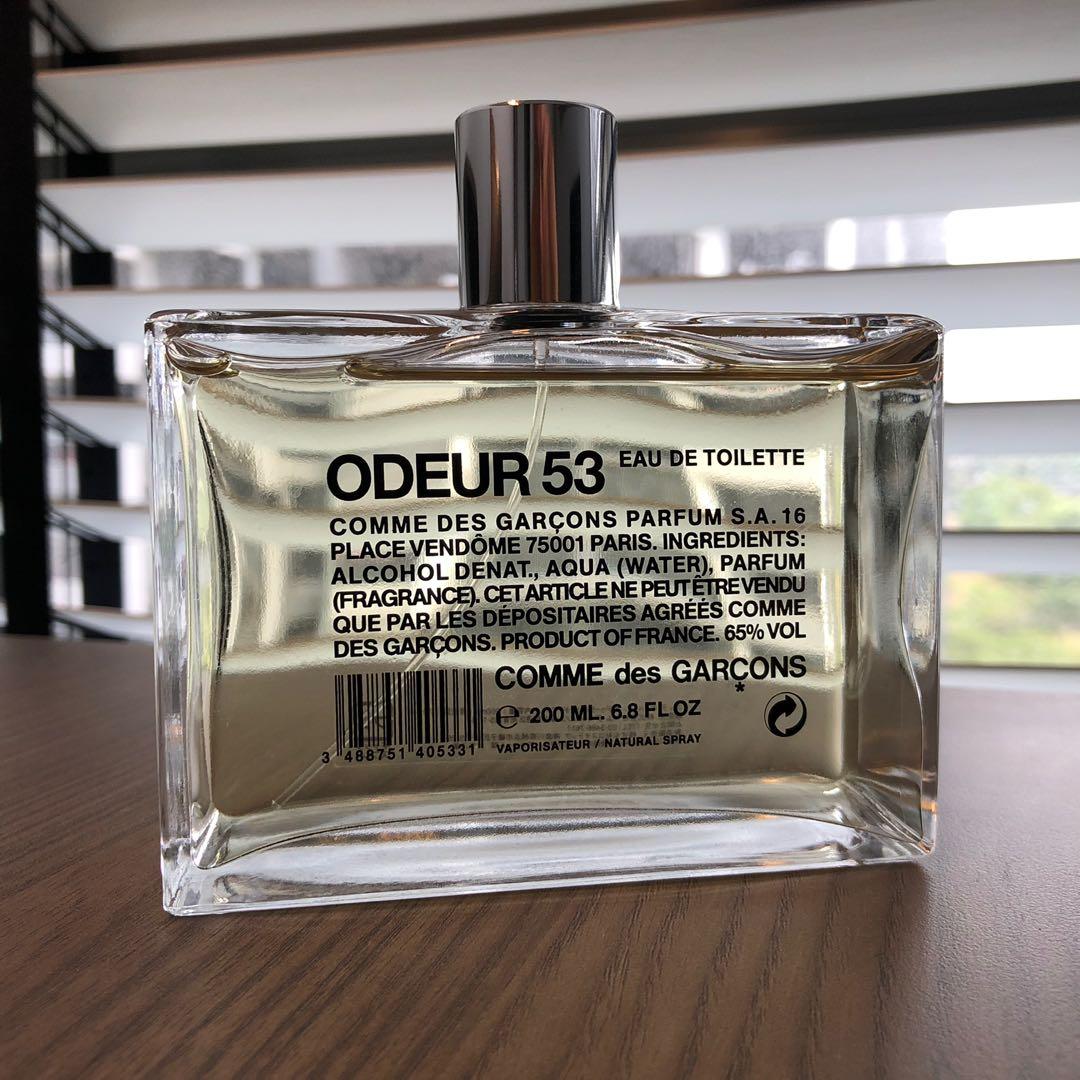 ODEUR 53 EAU DE TOILETTE
COMME DES GARÇONS PARFUM S.A. 16
PLACE VENDÔME 75001 PARIS. INGREDIENTS:
ALCOHOL DENAT., AQUA (WATER), PARFUM
(FRAGRANCE). CET ARTICLE NE PEUT ÊTRE VENDU
QUE PAR LES DÉPOSITAIRES AGRÉÉS COMME
DES GARÇONS. PRODUCT OF FRANCE. 65% VOL
COMME des GARÇONS
*
℮ 200 ML. 6.8 FL OZ
VAPORISATEUR / NATURAL SPRAY
3 488751 405331